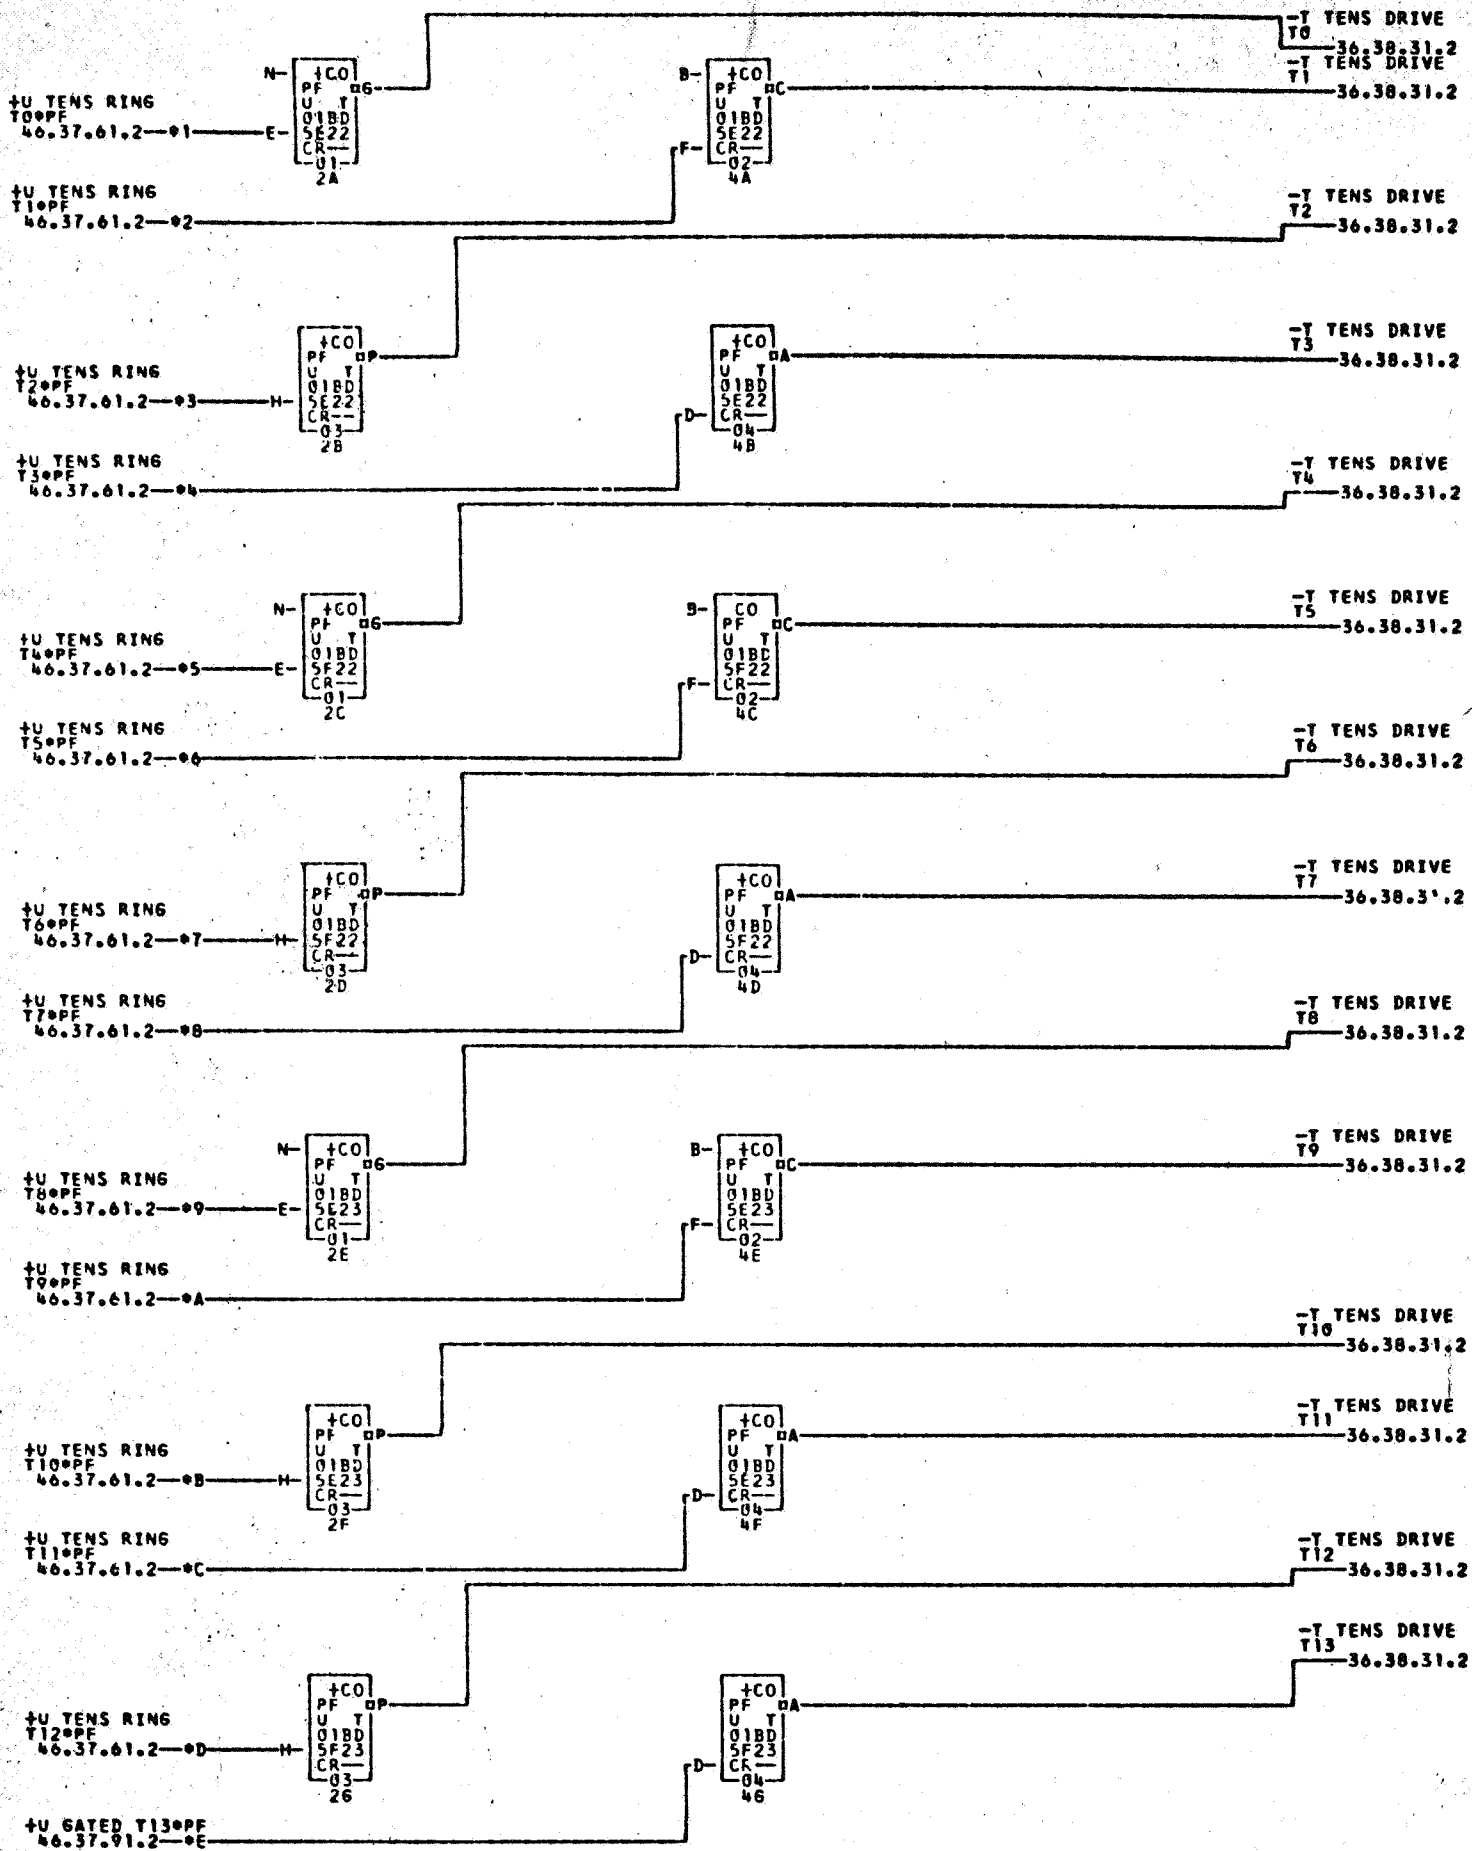 -T TENS DRIVE
T0
36.38.31.2
-T TENS DRIVE
T1
36.38.31.2
N- +CO
PF G
U T
01BD
5E22
CR--
01
2A
B- +CO
PF C
U T
01BD
5E22
CR--
02
4A
+U TENS RING
T0*PF
46.37.61.2--*1 E-
F-
+U TENS RING
T1*PF
46.37.61.2--*2
-T TENS DRIVE
T2
36.38.31.2
+CO
PF P
U T
01BD
5E22
CR--
03
2B
+CO
PF A
U T
01BD
5E22
CR--
04
4B
-T TENS DRIVE
T3
36.38.31.2
+U TENS RING
T2*PF
46.37.61.2--*3 H-
D-
+U TENS RING
T3*PF
46.37.61.2--*4
-T TENS DRIVE
T4
36.38.31.2
N- +CO
PF G
U T
01BD
5F22
CR--
01
2C
B- CO
PF C
U T
01BD
5F22
CR--
02
4C
-T TENS DRIVE
T5
36.38.31.2
+U TENS RING
T4*PF
46.37.61.2--*5 E-
F-
+U TENS RING
T5*PF
46.37.61.2--*6
-T TENS DRIVE
T6
36.38.31.2
+CO
PF P
U T
01BD
5F22
CR--
03
2D
+CO
PF A
U T
01BD
5F22
CR--
04
4D
-T TENS DRIVE
T7
36.38.3'.2
+U TENS RING
T6*PF
46.37.61.2--*7 H-
D-
+U TENS RING
T7*PF
46.37.61.2--*8
-T TENS DRIVE
T8
36.38.31.2
N- +CO
PF G
U T
01BD
5E23
CR--
01
2E
B- +CO
PF C
U T
01BD
5E23
CR--
02
4E
-T TENS DRIVE
T9
36.38.31.2
+U TENS RING
T8*PF
46.37.61.2--*9 E-
F-
+U TENS RING
T9*PF
46.37.61.2--*A
-T TENS DRIVE
T10
36.38.31.2
+CO
PF P
U T
01BD
5E23
CR--
03
2F
+CO
PF A
U T
01BD
5E23
CR--
04
4F
-T TENS DRIVE
T11
36.38.31.2
+U TENS RING
T10*PF
46.37.61.2--*B H-
D-
+U TENS RING
T11*PF
46.37.61.2--*C
-T TENS DRIVE
T12
36.38.31.2
-T TENS DRIVE
T13
36.38.31.2
+CO
PF P
U T
01BD
5F23
CR--
03
2G
+CO
PF A
U T
01BD
5F23
CR--
04
4G
+U TENS RING
T12*PF
46.37.61.2--*D H-
D-
+U GATED T13*PF
46.37.91.2--*E